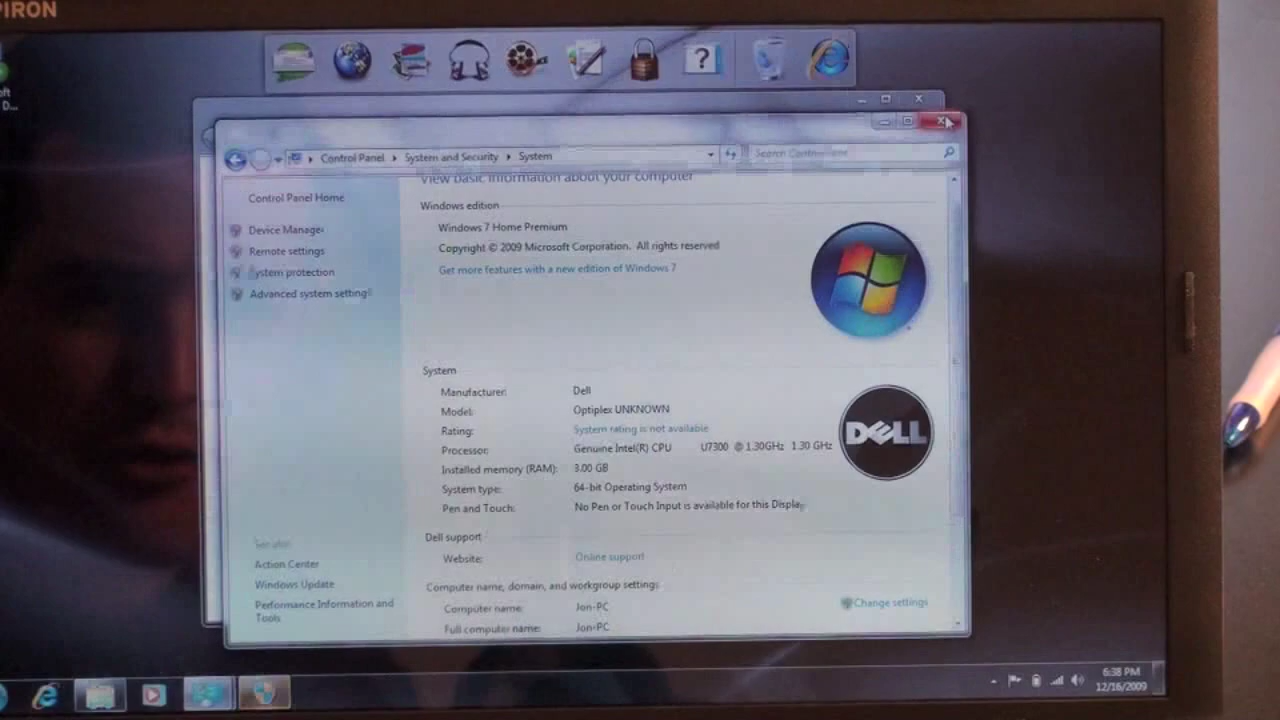 PIRON
?
oft
D...
Control Panel ▸ System and Security ▸ System
Search Control Panel
Control Panel Home
Device Manager
Remote settings
System protection
Advanced system settings
View basic information about your computer
Windows edition
Windows 7 Home Premium
Copyright © 2009 Microsoft Corporation. All rights reserved
Get more features with a new edition of Windows 7
System
Manufacturer: Dell
Model: Optiplex UNKNOWN
Rating: System rating is not available
Processor: Genuine Intel(R) CPU U7300 @ 1.30GHz 1.30 GHz
Installed memory (RAM): 3.00 GB
System type: 64-bit Operating System
Pen and Touch: No Pen or Touch Input is available for this Display
DELL
Dell support
Website: Online support
Computer name, domain, and workgroup settings
Computer name: Jon-PC
Change settings
Full computer name: Jon-PC
See also
Action Center
Windows Update
Performance Information and
Tools
6:38 PM
12/16/2009